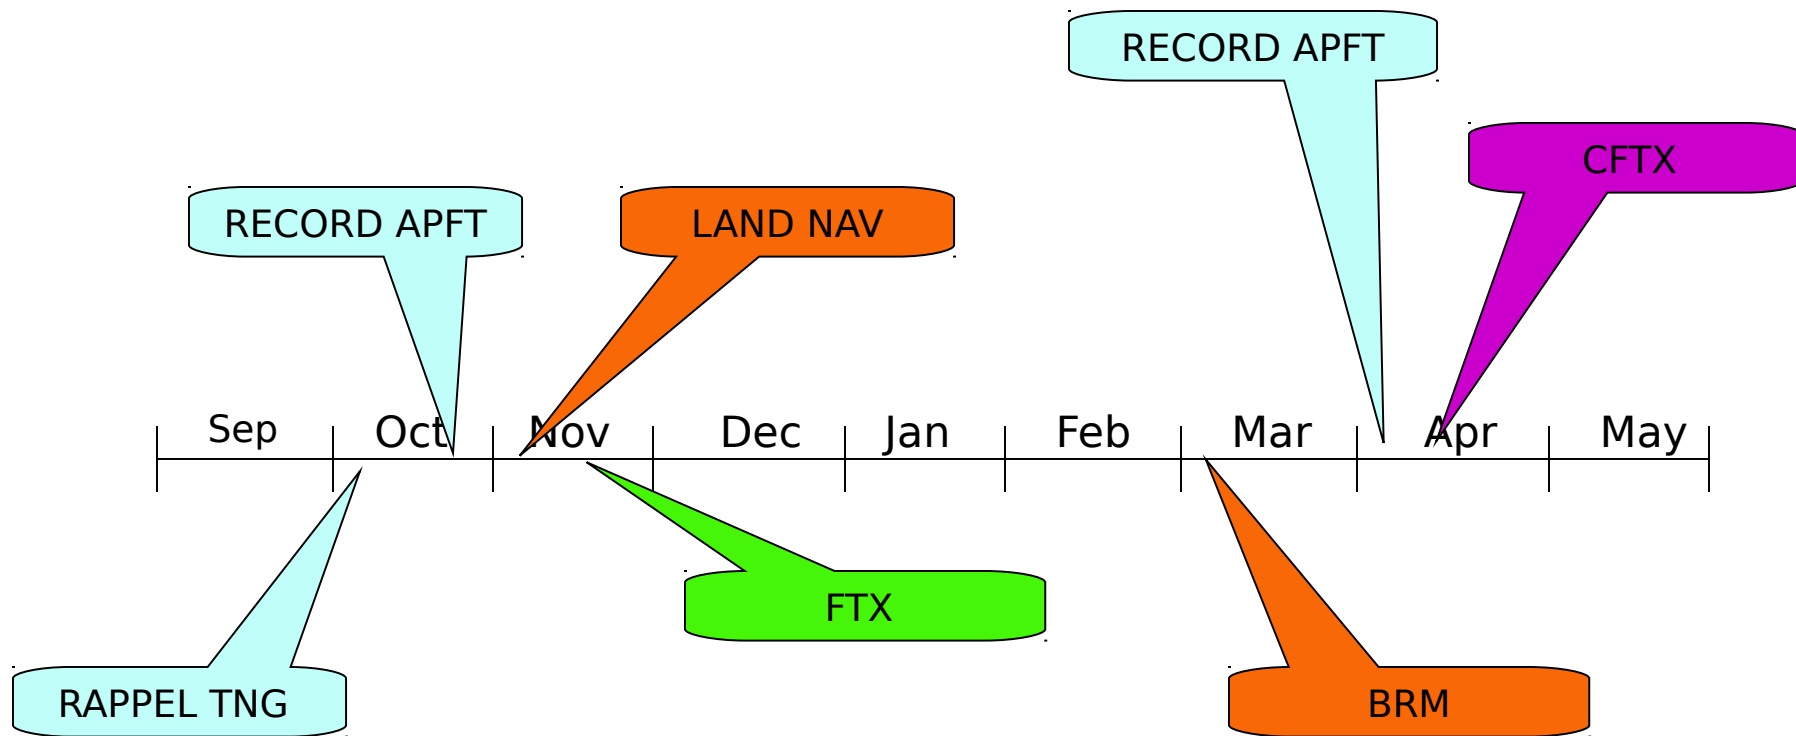 RECORD APFT
CFTX
RECORD APFT
LAND NAV
Sep Oct Nov Dec Jan Feb Mar Apr May
FTX
RAPPEL TNG
BRM